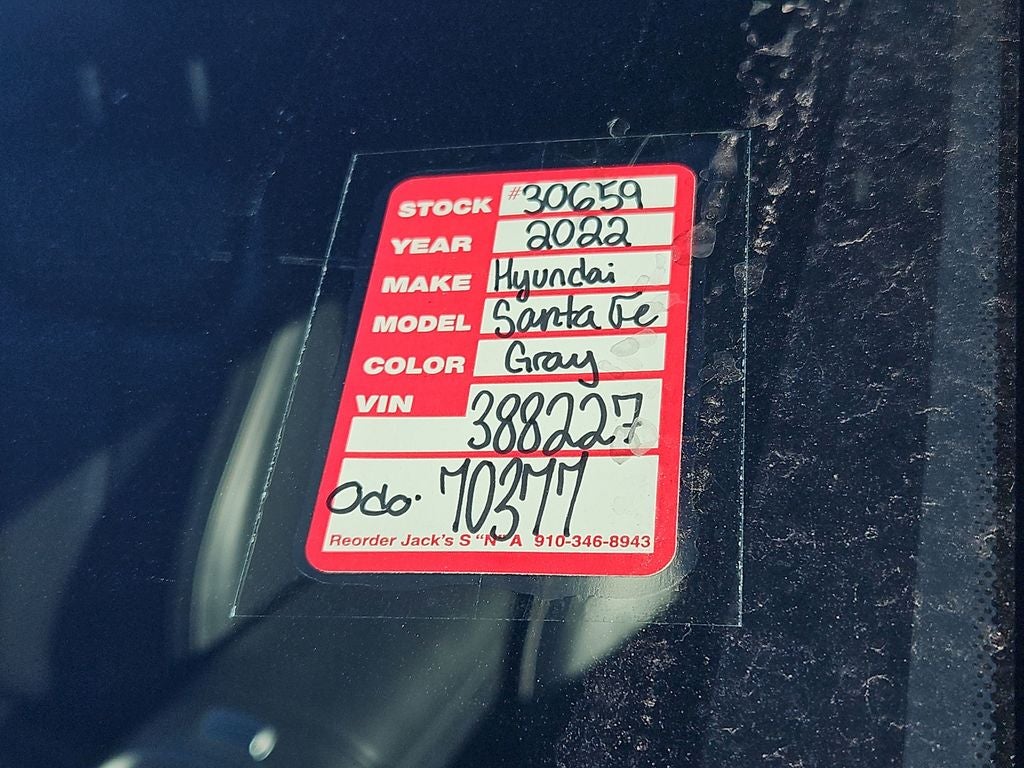 STOCK #30659
YEAR 2022
MAKE Hyundai
MODEL Santa Fe
COLOR Gray
VIN 388227
Odo. 70377
Reorder Jack's S "N" A 910-346-8943